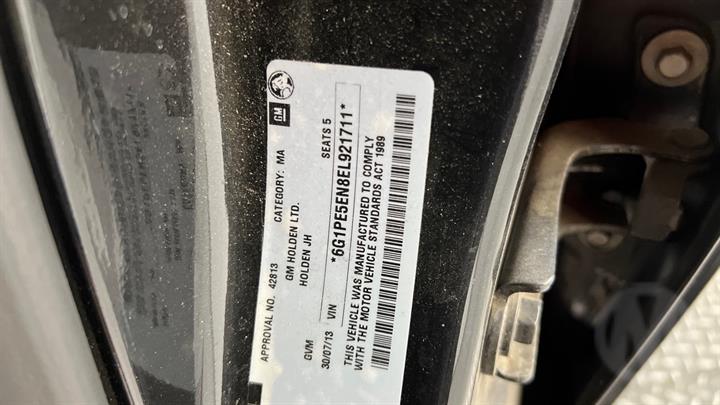 GM
APPROVAL NO. 42813 CATEGORY: MA
GM HOLDEN LTD.
HOLDEN JH SEATS 5
GVM
30/07/13 VIN *6G1PE5EN8EL921711*
THIS VEHICLE WAS MANUFACTURED TO COMPLY
WITH THE MOTOR VEHICLE STANDARDS ACT 1989